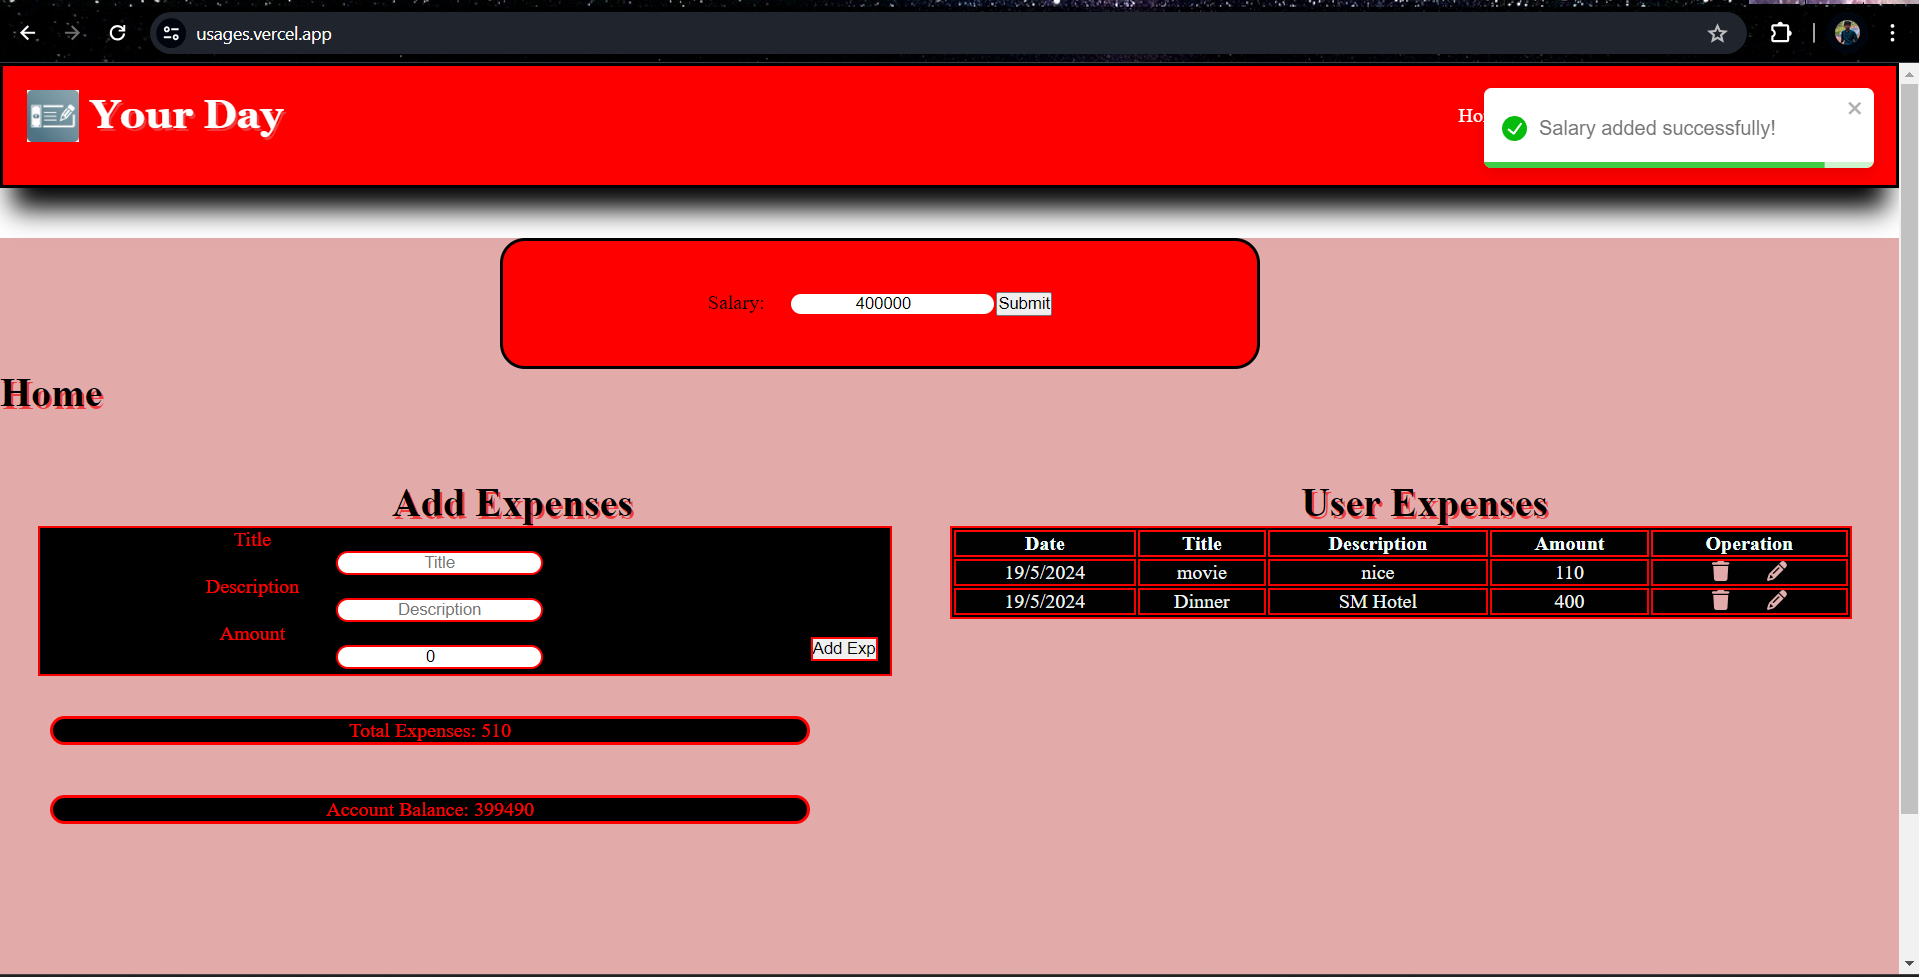 usages.vercel.app
Your Day
Salary added successfully!
Salary: 400000 Submit
Home
Add Expenses
Title
Title
Description
Description
Amount
0
Add Exp
Total Expenses: 510
Account Balance: 399490
User Expenses
Date Title Description Amount Operation
19/5/2024 movie nice 110
19/5/2024 Dinner SM Hotel 400